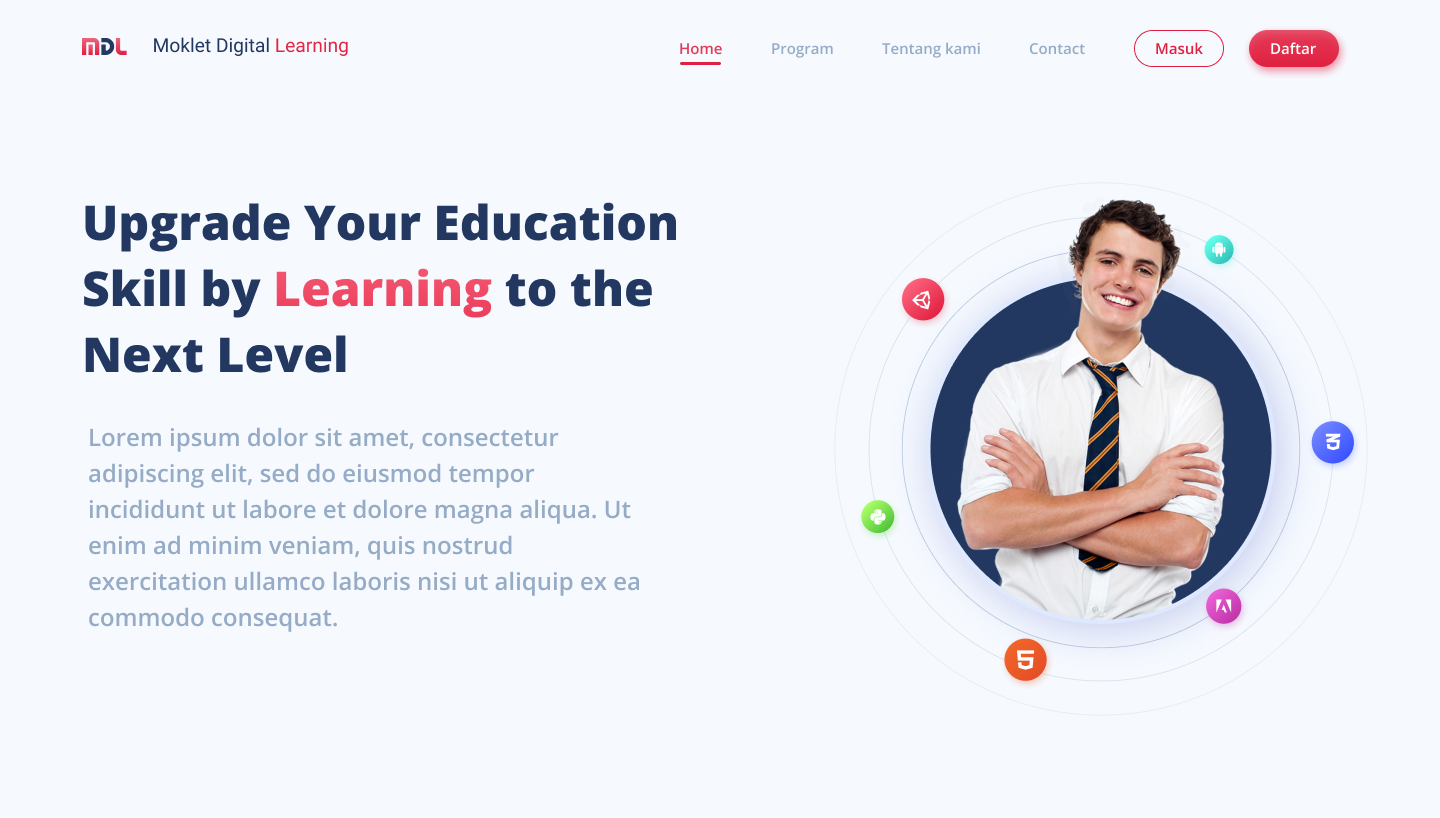 MDL Moklet Digital Learning
Home Program Tentang kami Contact Masuk Daftar
Upgrade Your Education
Skill by Learning to the
Next Level
Lorem ipsum dolor sit amet, consectetur
adipiscing elit, sed do eiusmod tempor
incididunt ut labore et dolore magna aliqua. Ut
enim ad minim veniam, quis nostrud
exercitation ullamco laboris nisi ut aliquip ex ea
commodo consequat.